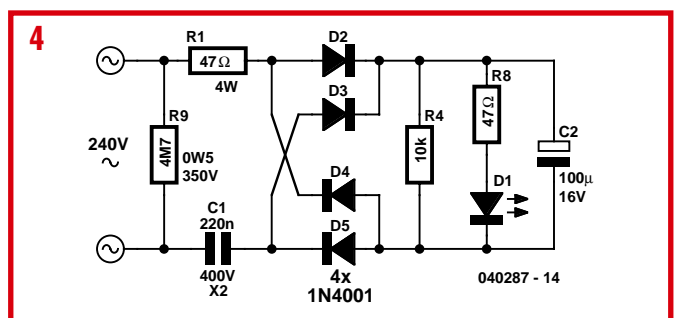 4
R1
47Ω
4W
D2
D3
D4
D5
4x
1N4001
R9
4M7
0W5
350V
240V
~
C1
220n
400V
X2
R4
10k
R8
47Ω
D1
C2
100µ
16V
040287 - 14